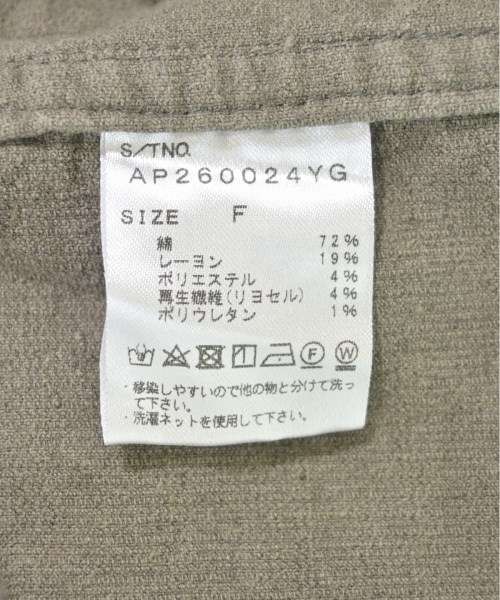 S/TNO.
AP260024YG
SIZE F
綿 72%
レーヨン 19%
ポリエステル 4%
再生繊維(リヨセル) 4%
ポリウレタン 1%
F W
・移染しやすいので他の物と分けて洗っ
て下さい。
・洗濯ネットを使用して下さい。